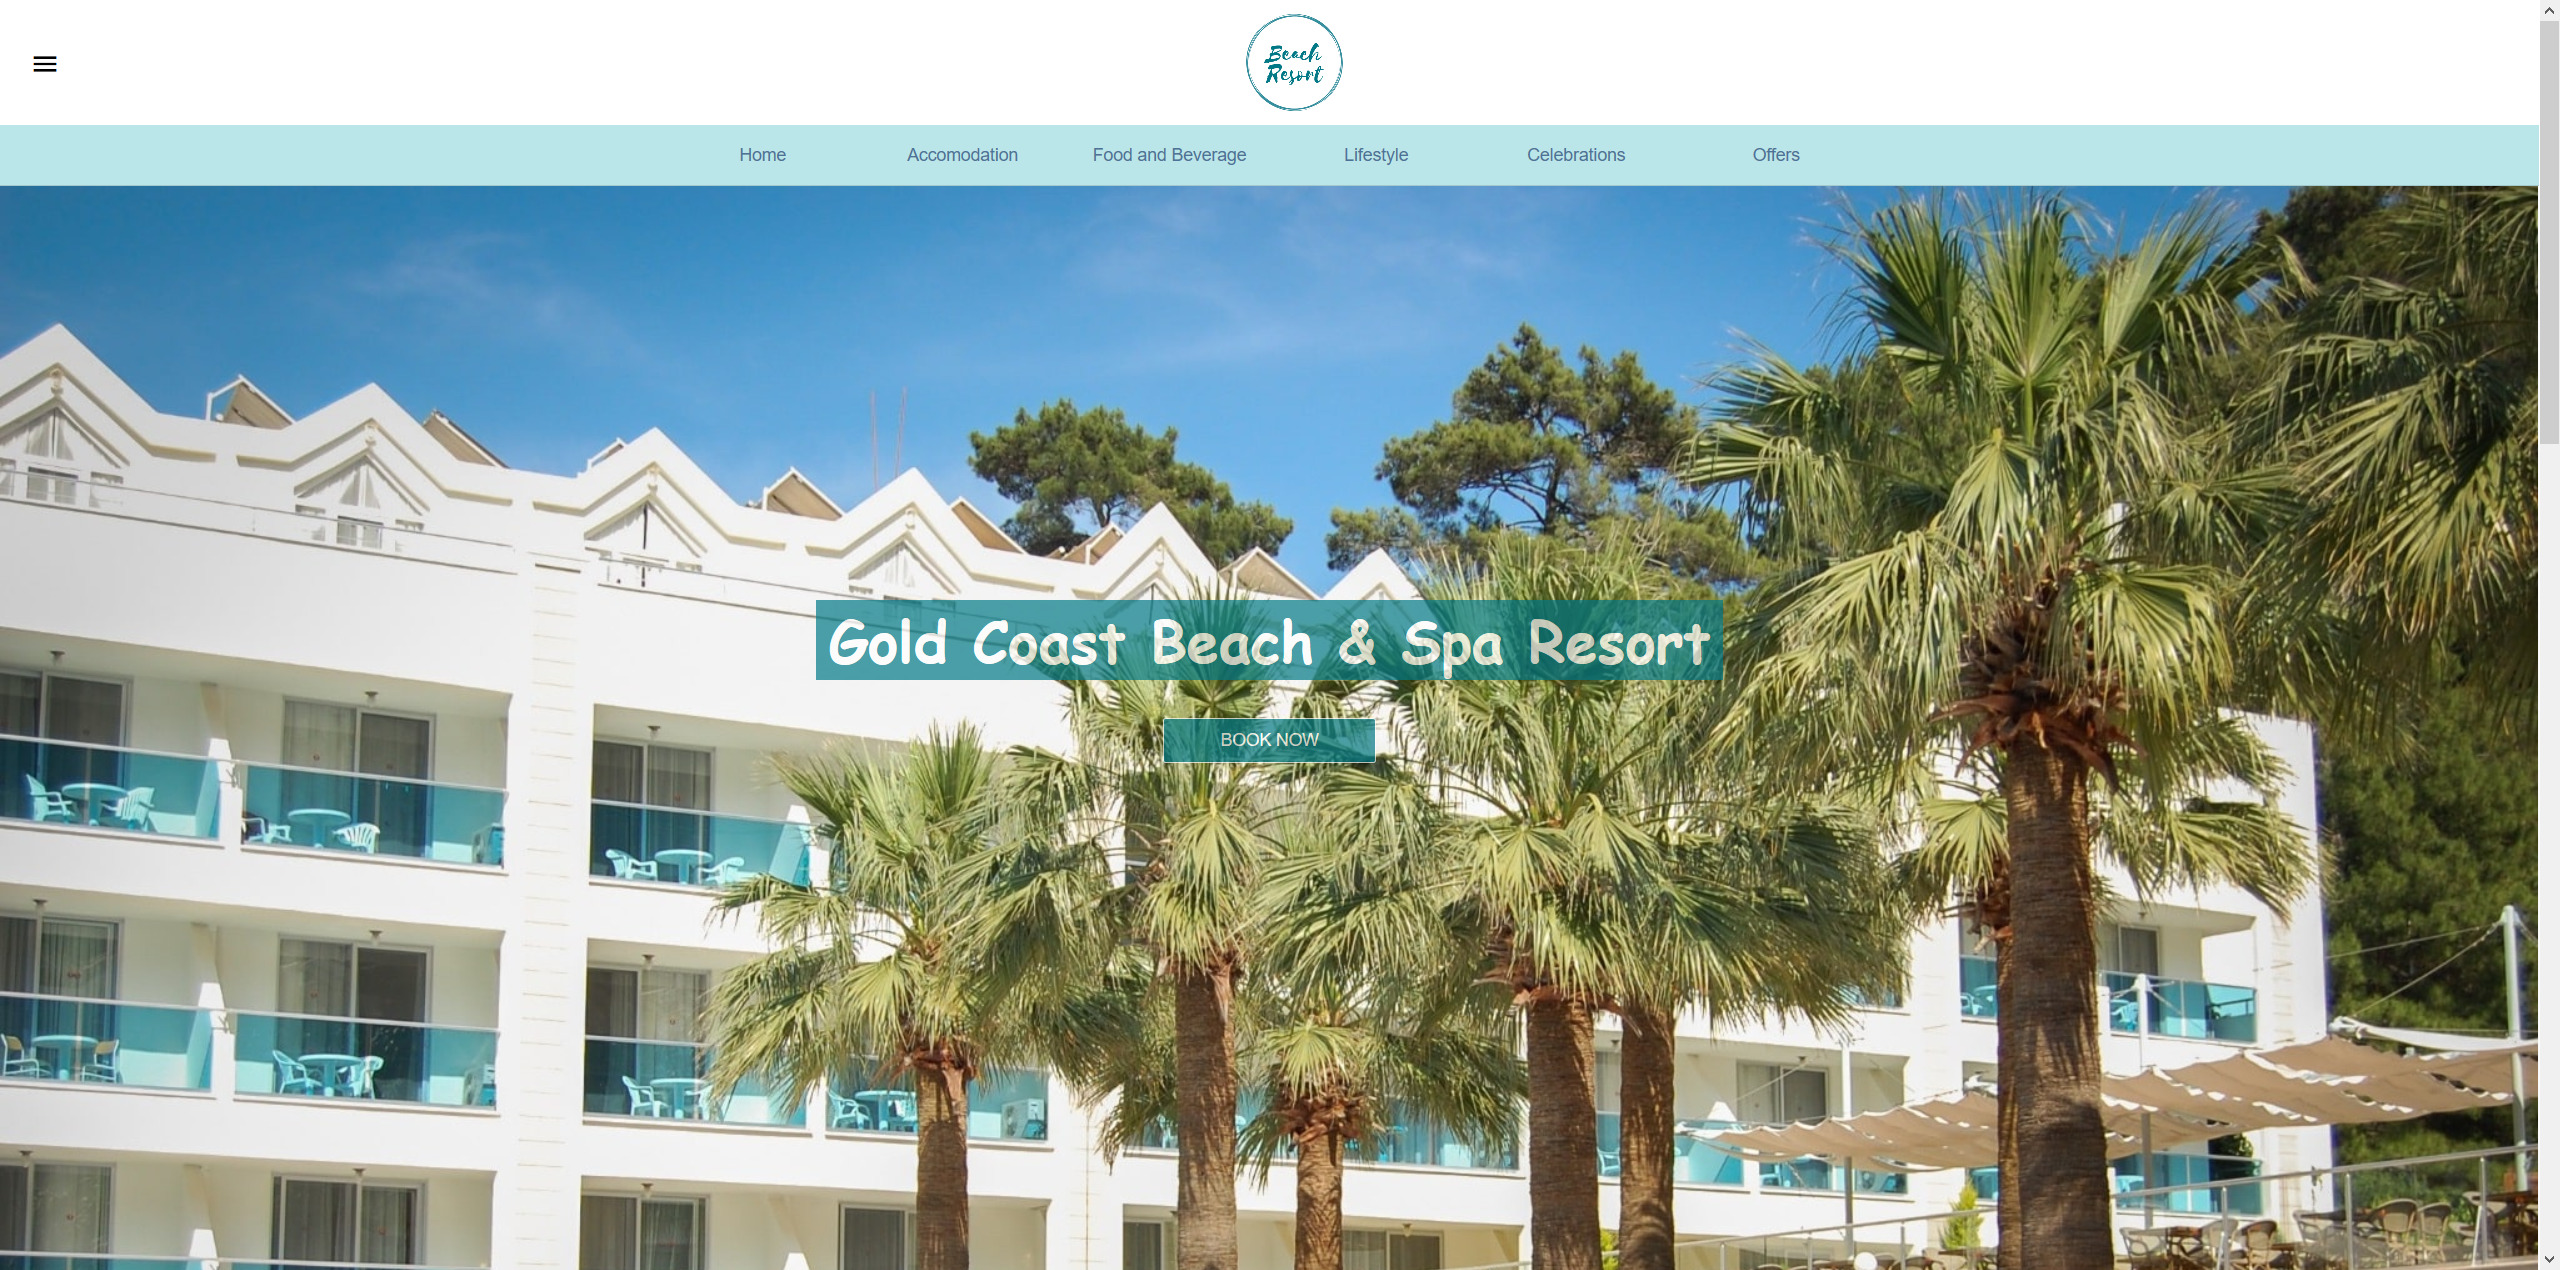 Beach
Resort
Home
Accomodation
Food and Beverage
Lifestyle
Celebrations
Offers
Gold Coast Beach & Spa Resort
BOOK NOW